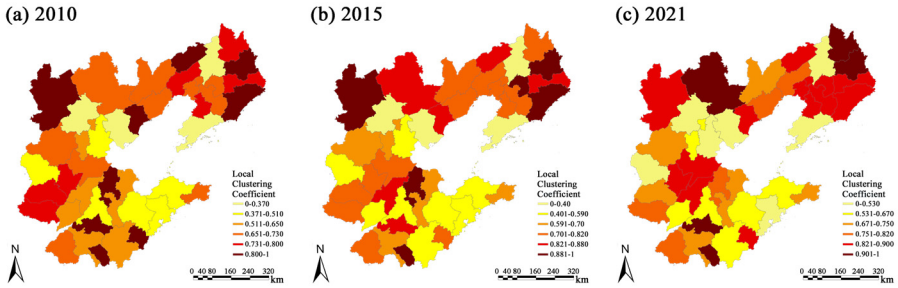 (a) 2010
Local
Clustering
Coefficient
0-0.370
0.371-0.510
0.511-0.650
0.651-0.730
0.731-0.800
0.800-1
N
0 40 80 160 240 320
km
(b) 2015
Local
Clustering
Coefficient
0-0.40
0.401-0.590
0.591-0.70
0.701-0.820
0.821-0.880
0.881-1
N
0 40 80 160 240 320
km
(c) 2021
Local
Clustering
Coefficient
0-0.530
0.531-0.670
0.671-0.750
0.751-0.820
0.821-0.900
0.901-1
N
0 40 80 160 240 320
km